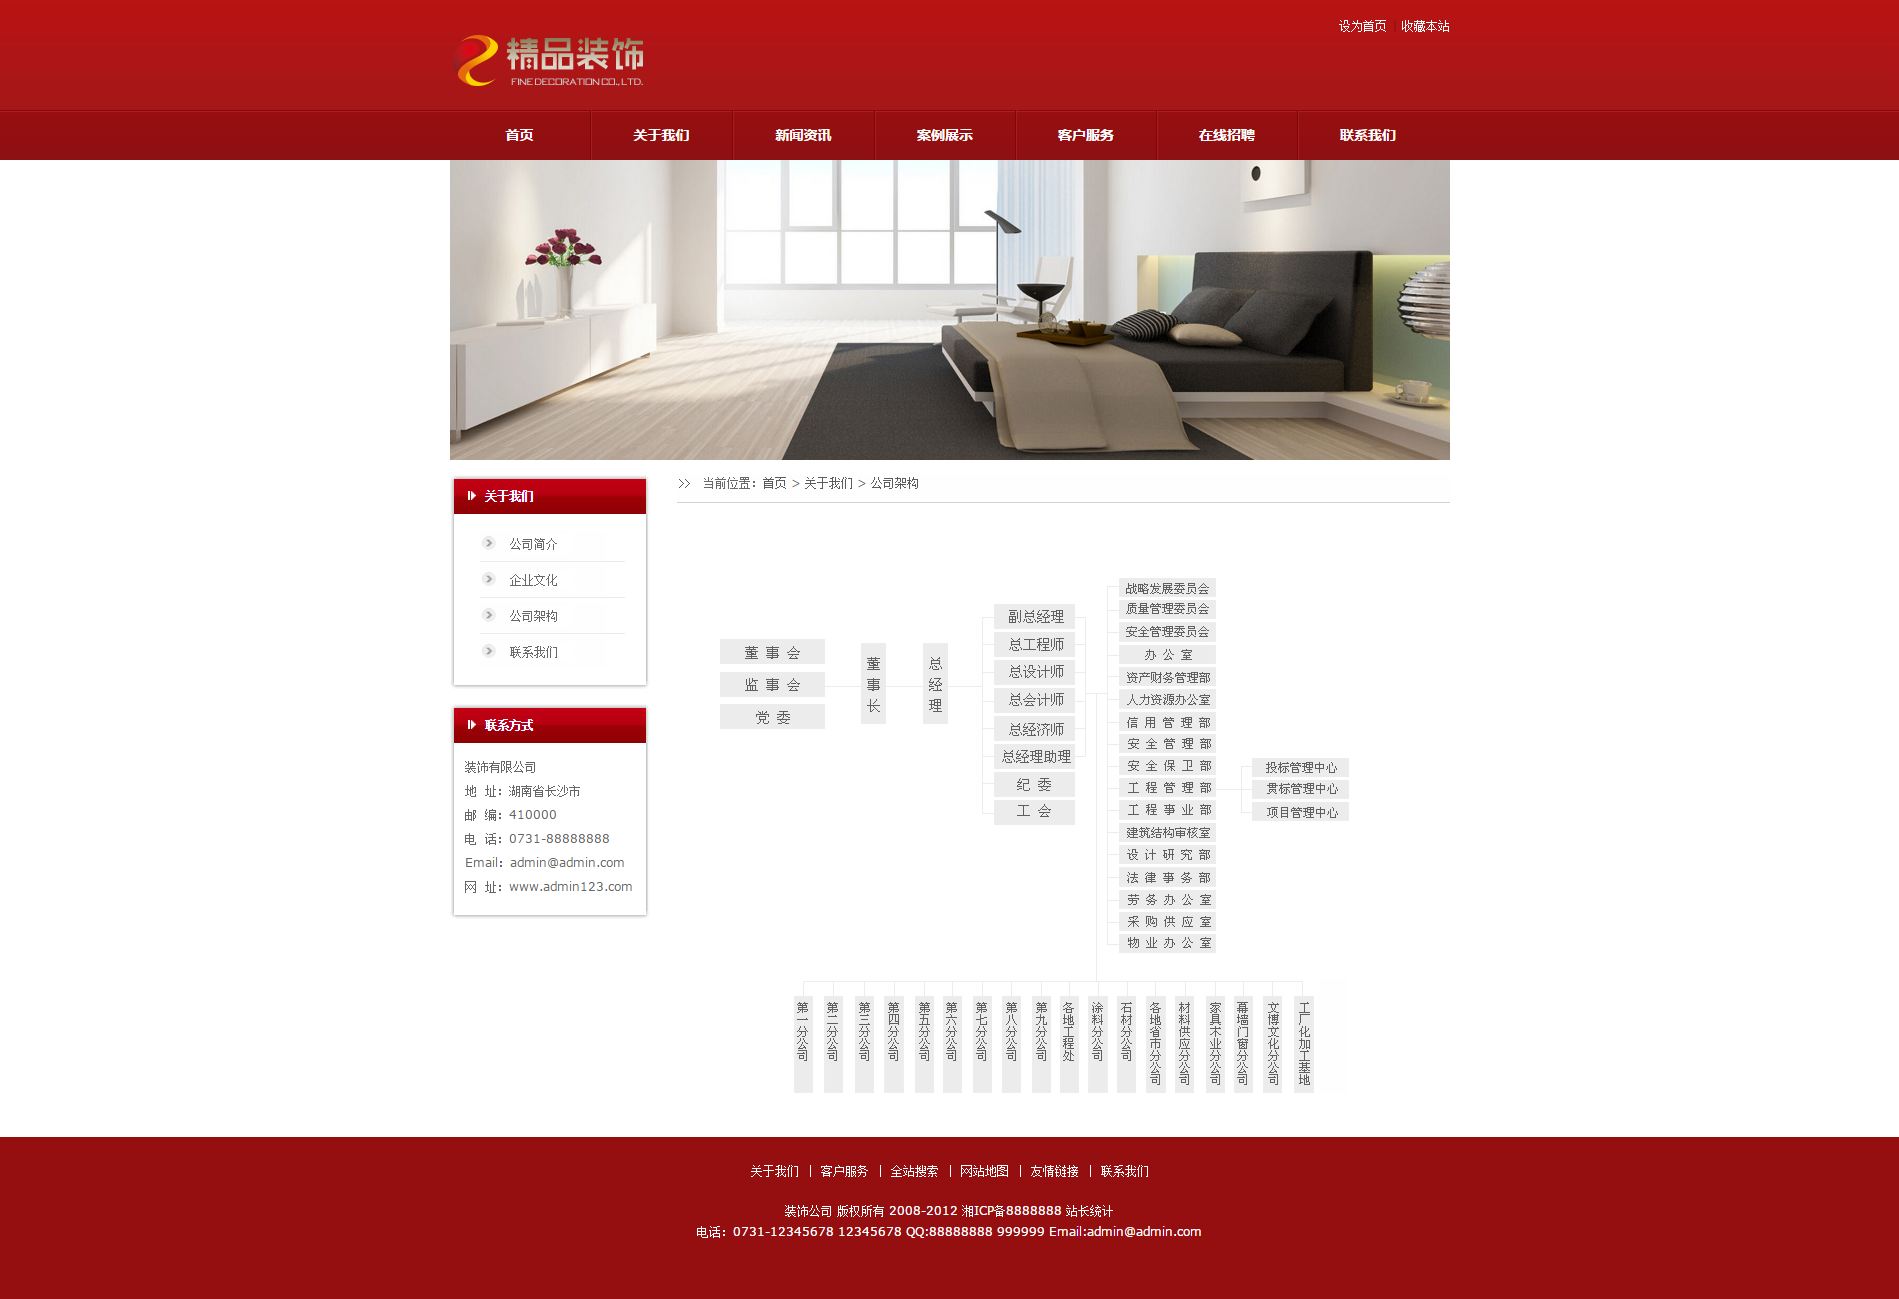 设为首页 | 收藏本站
精品装饰
FINE DECORATION CO., LTD.
首页 关于我们 新闻资讯 案例展示 客户服务 在线招聘 联系我们
当前位置：首页 > 关于我们 > 公司架构
关于我们
公司简介
企业文化
公司架构
联系我们
联系方式
装饰有限公司
地 址：湖南省长沙市
邮 编：410000
电 话：0731-88888888
Email：admin@admin.com
网 址：www.admin123.com
董 事 会
监 事 会
党 委
董事长
总经理
副总经理
总工程师
总设计师
总会计师
总经济师
总经理助理
纪 委
工 会
战略发展委员会
质量管理委员会
安全管理委员会
办 公 室
资产财务管理部
人力资源办公室
信 用 管 理 部
安 全 管 理 部
安 全 保 卫 部
工 程 管 理 部
工 程 事 业 部
建筑结构审核室
设 计 研 究 部
法 律 事 务 部
劳 务 办 公 室
采 购 供 应 室
物 业 办 公 室
投标管理中心
贯标管理中心
项目管理中心
第一分公司
第二分公司
第三分公司
第四分公司
第五分公司
第六分公司
第七分公司
第八分公司
第九分公司
各地工程处
涂料分公司
石材分公司
各地省市分公司
材料供应分公司
家具木业分公司
幕墙门窗分公司
文博文化分公司
工厂化加工基地
关于我们 | 客户服务 | 全站搜索 | 网站地图 | 友情链接 | 联系我们
装饰公司 版权所有 2008-2012 湘ICP备8888888 站长统计
电话：0731-12345678 12345678 QQ:88888888 999999 Email:admin@admin.com